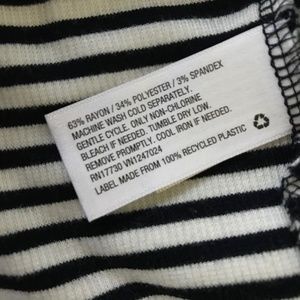 63% RAYON / 34% POLYESTER / 3% SPANDEX
MACHINE WASH COLD SEPARATELY.
GENTLE CYCLE. ONLY NON-CHLORINE
BLEACH IF NEEDED. TUMBLE DRY LOW.
REMOVE PROMPTLY. COOL IRON IF NEEDED.
RN17730 VN1247024
LABEL MADE FROM 100% RECYCLED PLASTIC